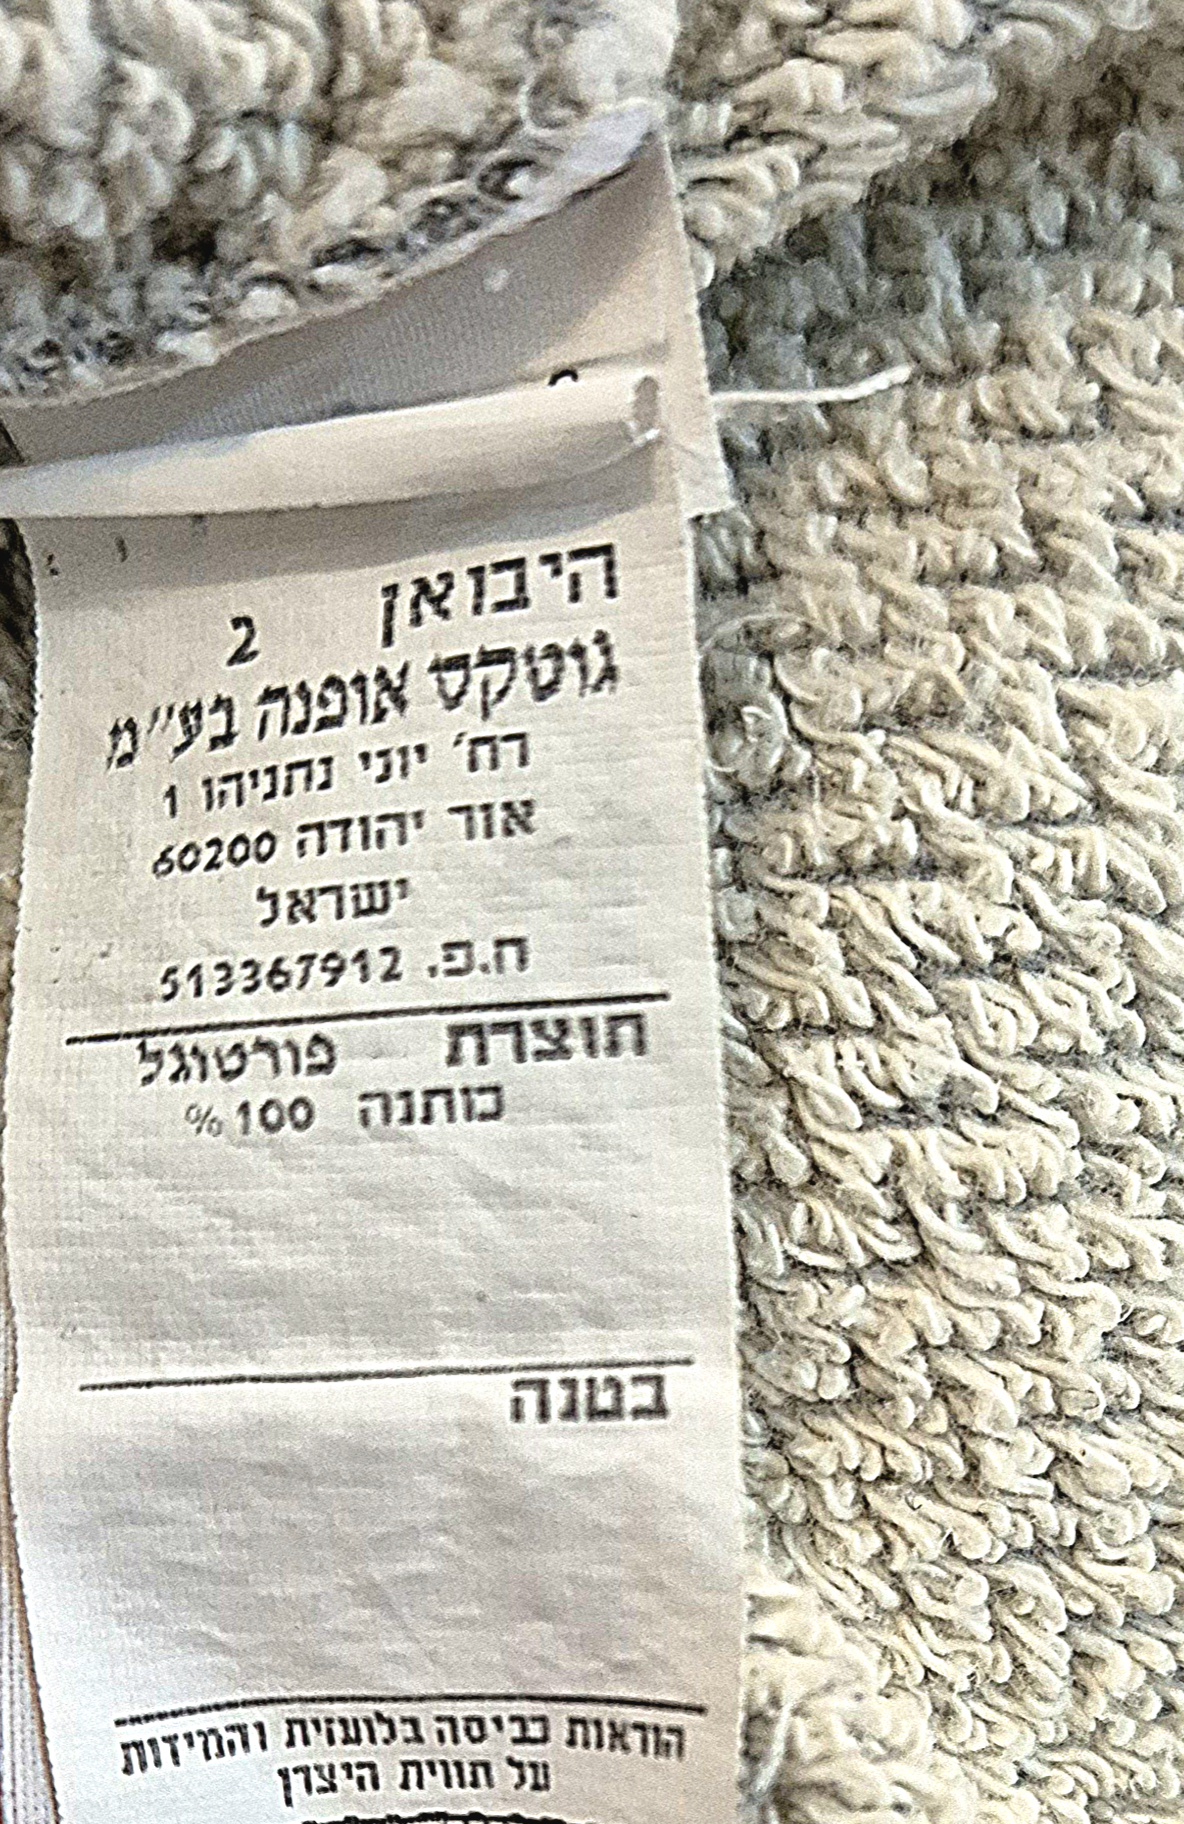 היבואן
2
גוטקס אופנה בע״מ
רח׳ יוני נתניהו 1
אור יהודה 60200
ישראל
ח.פ. 513367912
תוצרת פורטוגל
כותנה 100 %
בטנה
הוראות כביסה בלועזית והמידות
על תווית היצרן